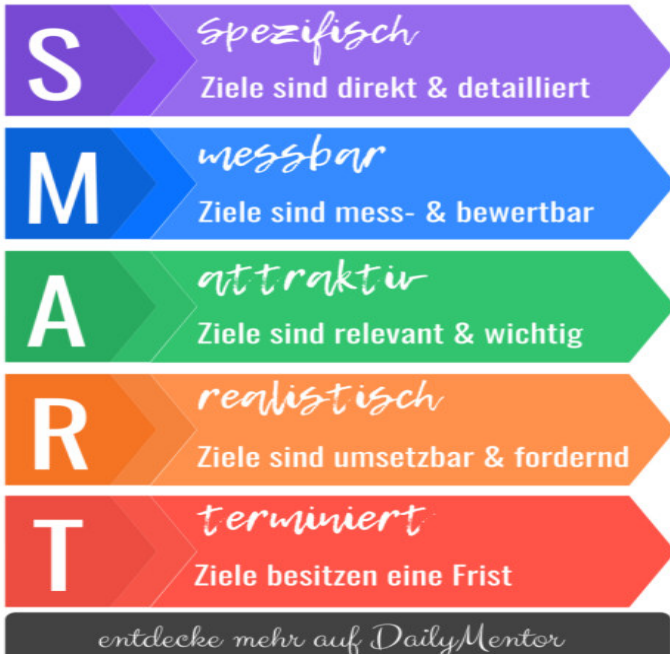 S
spezifisch
Ziele sind direkt & detailliert
M
messbar
Ziele sind mess- & bewertbar
A
attraktiv
Ziele sind relevant & wichtig
R
realistisch
Ziele sind umsetzbar & fordernd
T
terminiert
Ziele besitzen eine Frist
entdecke mehr auf DailyMentor